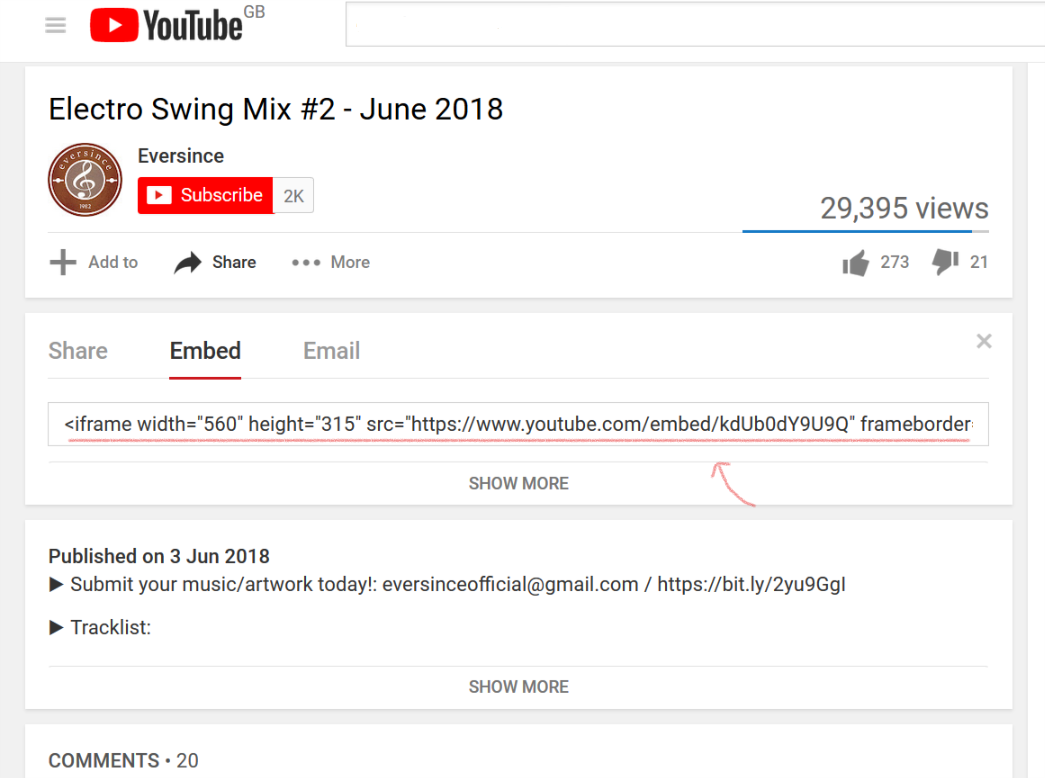 YouTube GB
Electro Swing Mix #2 - June 2018
eversince
1982
Eversince
Subscribe 2K
29,395 views
Add to Share More 273 21
Share Embed Email
<iframe width="560" height="315" src="https://www.youtube.com/embed/kdUb0dY9U9Q" frameborder
SHOW MORE
Published on 3 Jun 2018
▶ Submit your music/artwork today!: eversinceofficial@gmail.com / https://bit.ly/2yu9GgI
▶ Tracklist:
SHOW MORE
COMMENTS • 20